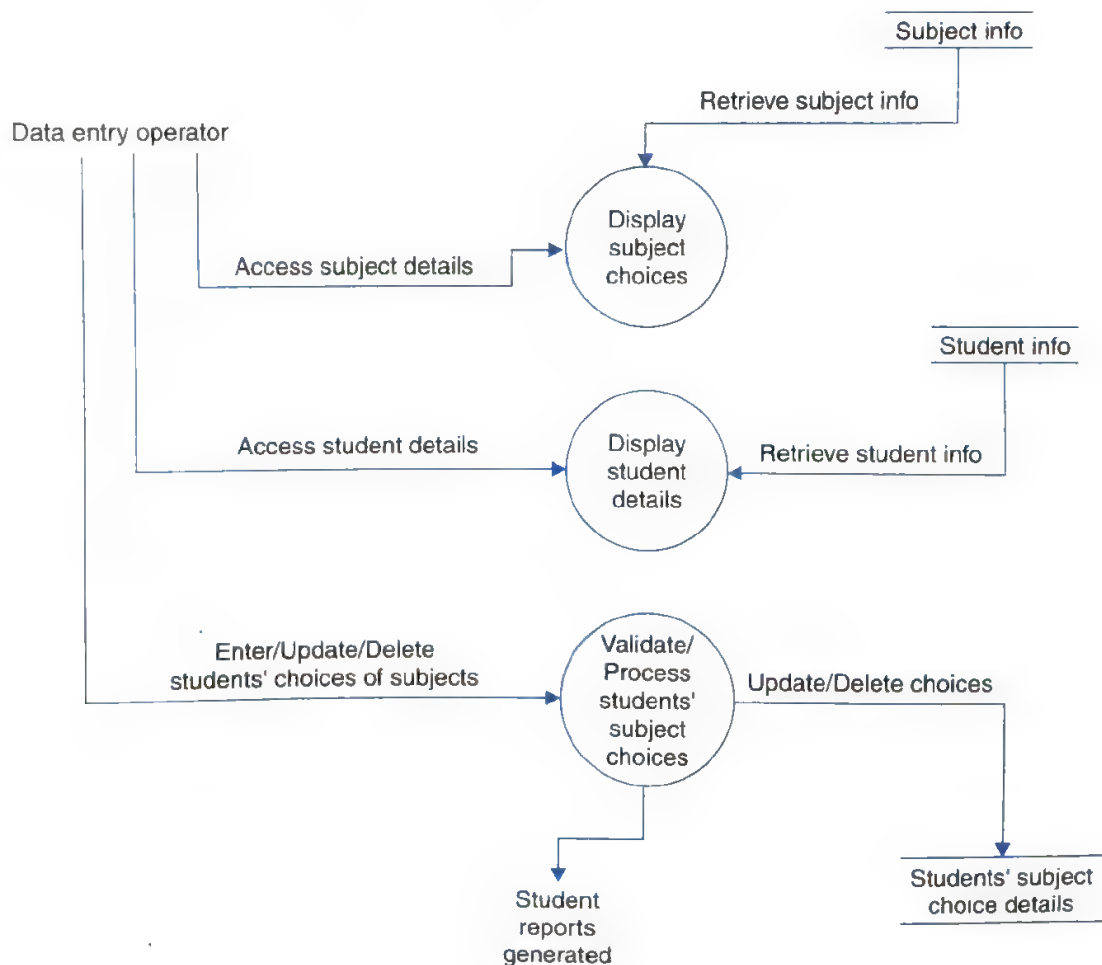 Subject info
Retrieve subject info
Data entry operator
Display
subject
choices
Access subject details
Student info
Access student details
Display
student
details
Retrieve student info
Enter/Update/Delete
students' choices of subjects
Validate/
Process
students'
subject
choices
Update/Delete choices
Student
reports
generated
Students' subject
choice details